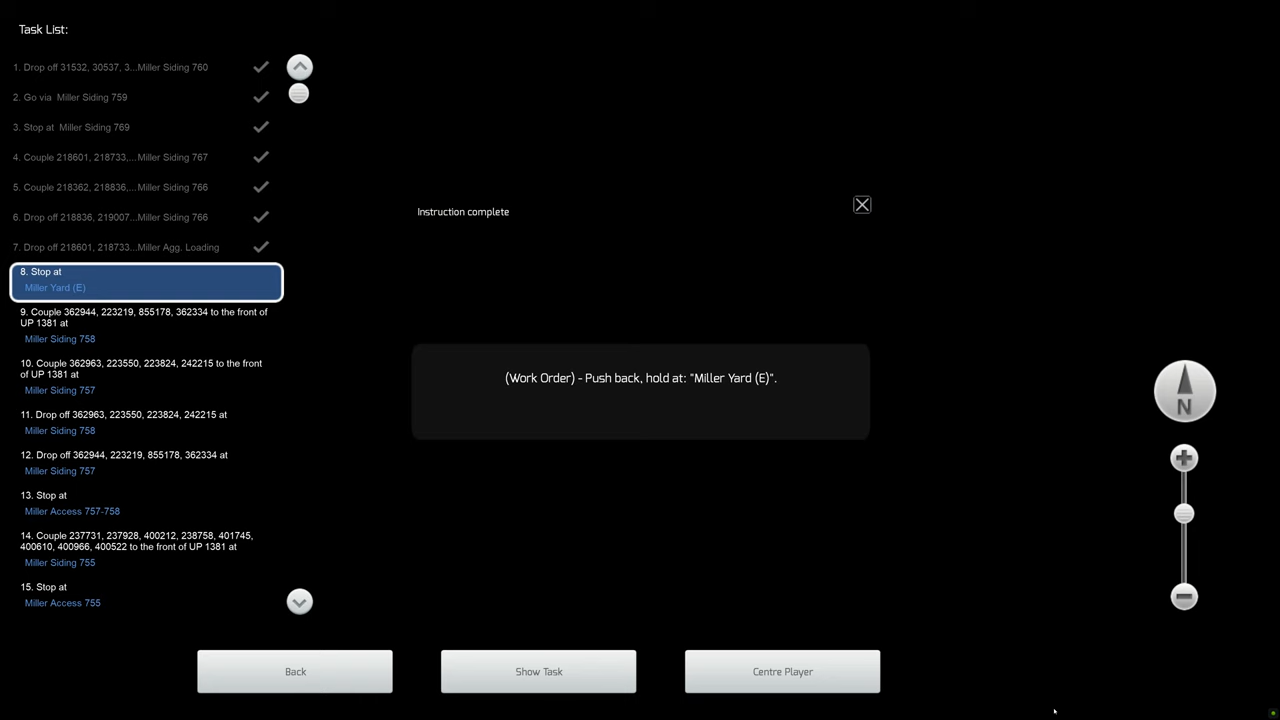 Task List:
1. Drop off 31532, 30537, 3...Miller Siding 760
2. Go via  Miller Siding 759
3. Stop at  Miller Siding 769
4. Couple 218601, 218733,...Miller Siding 767
5. Couple 218362, 218836,...Miller Siding 766
6. Drop off 218836, 219007...Miller Siding 766
7. Drop off 218601, 218733...Miller Agg. Loading
8. Stop at
Miller Yard (E)
9. Couple 362944, 223219, 855178, 362334 to the front of
UP 1381 at
Miller Siding 758
10. Couple 362963, 223550, 223824, 242215 to the front
of UP 1381 at
Miller Siding 757
11. Drop off 362963, 223550, 223824, 242215 at
Miller Siding 758
12. Drop off 362944, 223219, 855178, 362334 at
Miller Siding 757
13. Stop at
Miller Access 757-758
14. Couple 237731, 237928, 400212, 238758, 401745,
400610, 400966, 400522 to the front of UP 1381 at
Miller Siding 755
15. Stop at
Miller Access 755
Instruction complete
(Work Order) - Push back, hold at: "Miller Yard (E)".
N
Back
Show Task
Centre Player